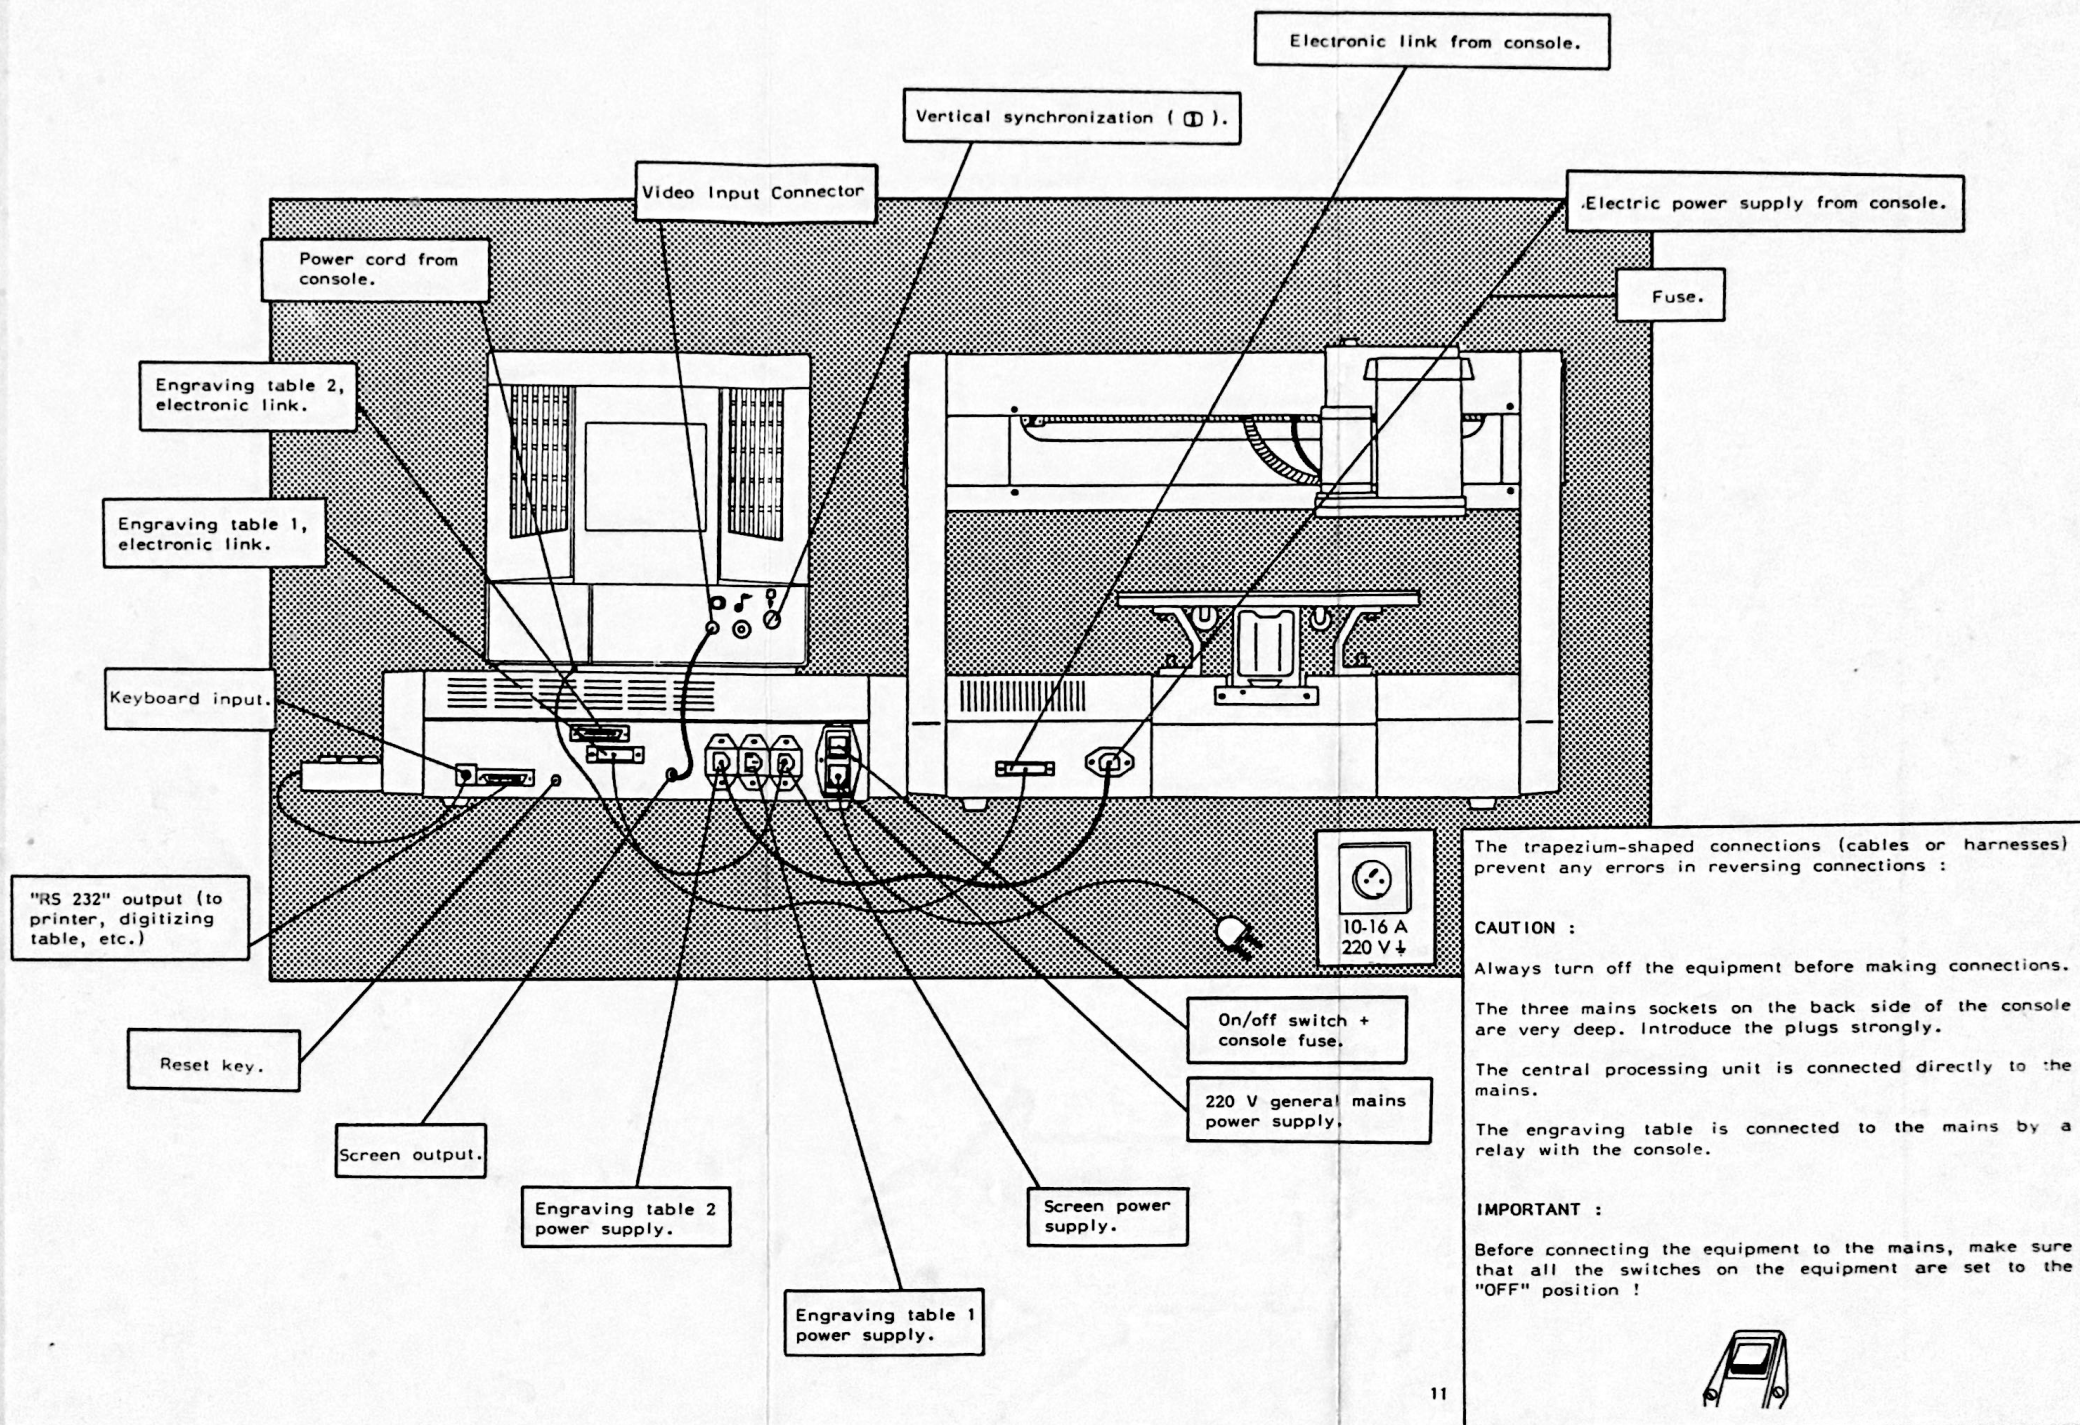 Electronic link from console.
Vertical synchronization ( ).
Video Input Connector
.Electric power supply from console.
Power cord from
console.
Fuse.
Engraving table 2,
electronic link.
Engraving table 1,
electronic link.
Keyboard input.
"RS 232" output (to
printer, digitizing
table, etc.)
Reset key.
Screen output.
Engraving table 2
power supply.
Engraving table 1
power supply.
Screen power
supply.
On/off switch +
console fuse.
220 V general mains
power supply.
10-16 A
220 V
The trapezium-shaped connections (cables or harnesses)
prevent any errors in reversing connections :
CAUTION :
Always turn off the equipment before making connections.
The three mains sockets on the back side of the console
are very deep. Introduce the plugs strongly.
The central processing unit is connected directly to the
mains.
The engraving table is connected to the mains by a
relay with the console.
IMPORTANT :
Before connecting the equipment to the mains, make sure
that all the switches on the equipment are set to the
"OFF" position !
11